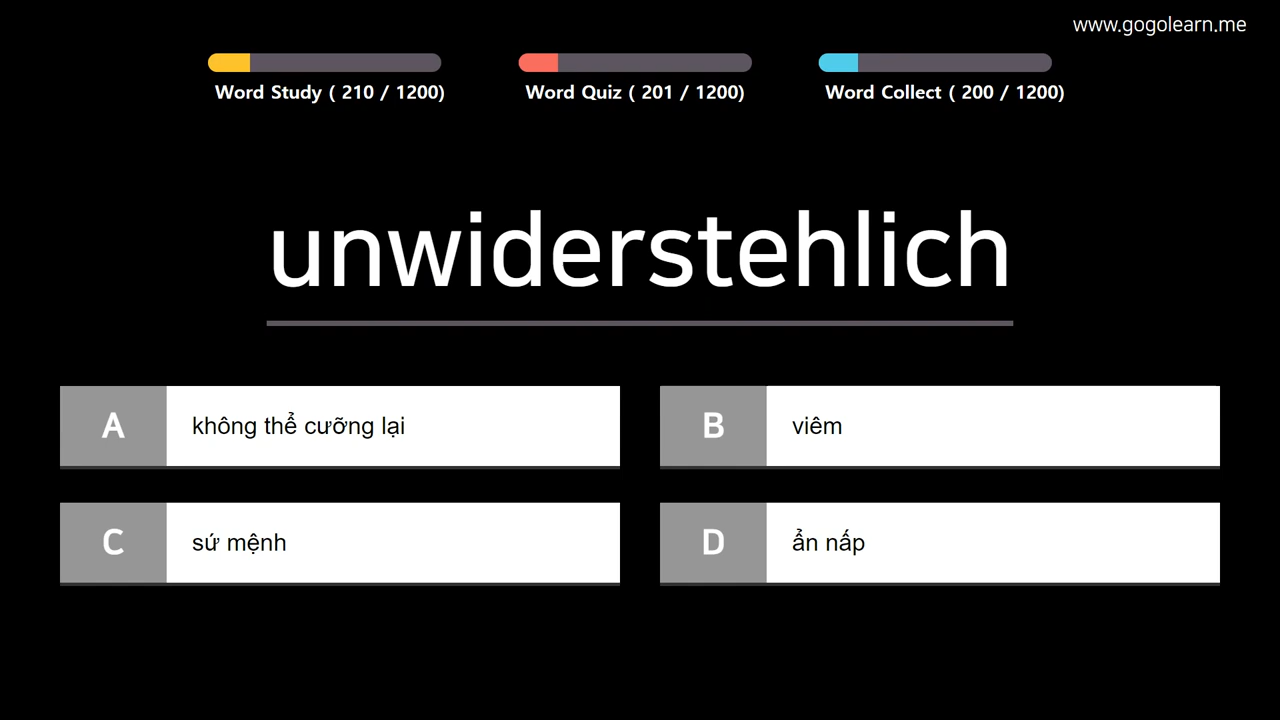 www.gogolearn.me
Word Study ( 210 / 1200)
Word Quiz ( 201 / 1200)
Word Collect ( 200 / 1200)
unwiderstehlich
A
không thể cưỡng lại
B
viêm
C
sứ mệnh
D
ẩn nấp